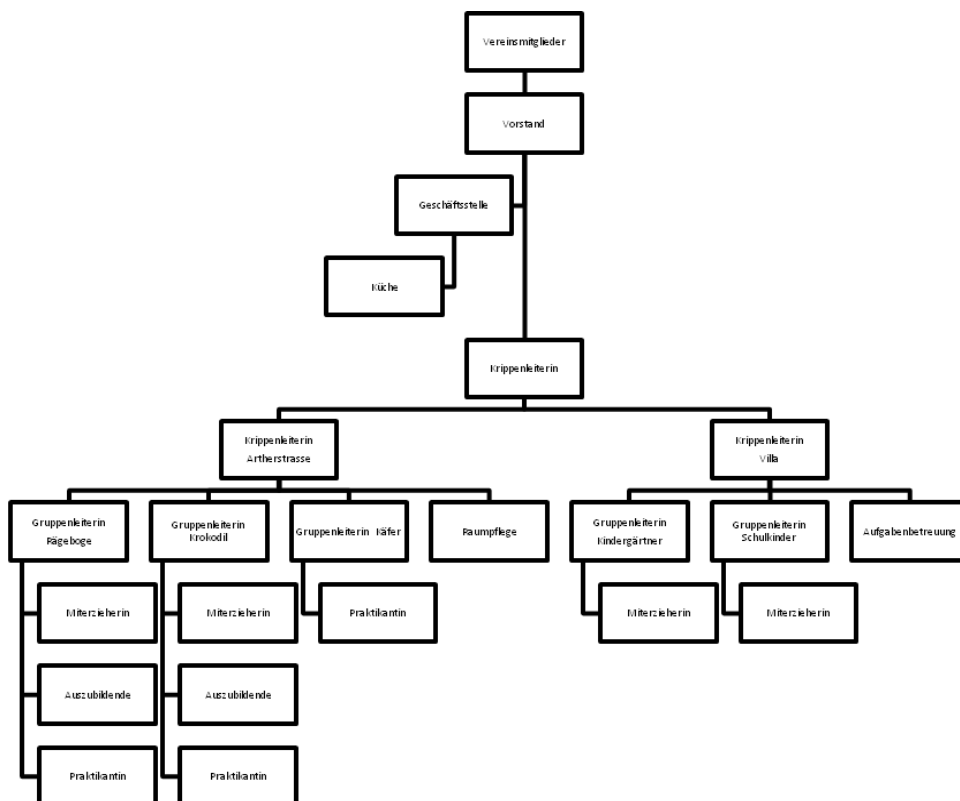 Vereinsmitglieder
Vorstand
Geschäftsstelle
Küche
Krippenleiterin
Krippenleiterin
Artherstrasse
Krippenleiterin
Villa
Gruppenleiterin
Rägeboge
Gruppenleiterin
Krokodil
Gruppenleiterin Käfer
Raumpflege
Gruppenleiterin
Kindergärtner
Gruppenleiterin
Schulkinder
Aufgabenbetreuung
Miterzieherin
Miterzieherin
Praktikantin
Miterzieherin
Miterzieherin
Auszubildende
Auszubildende
Praktikantin
Praktikantin